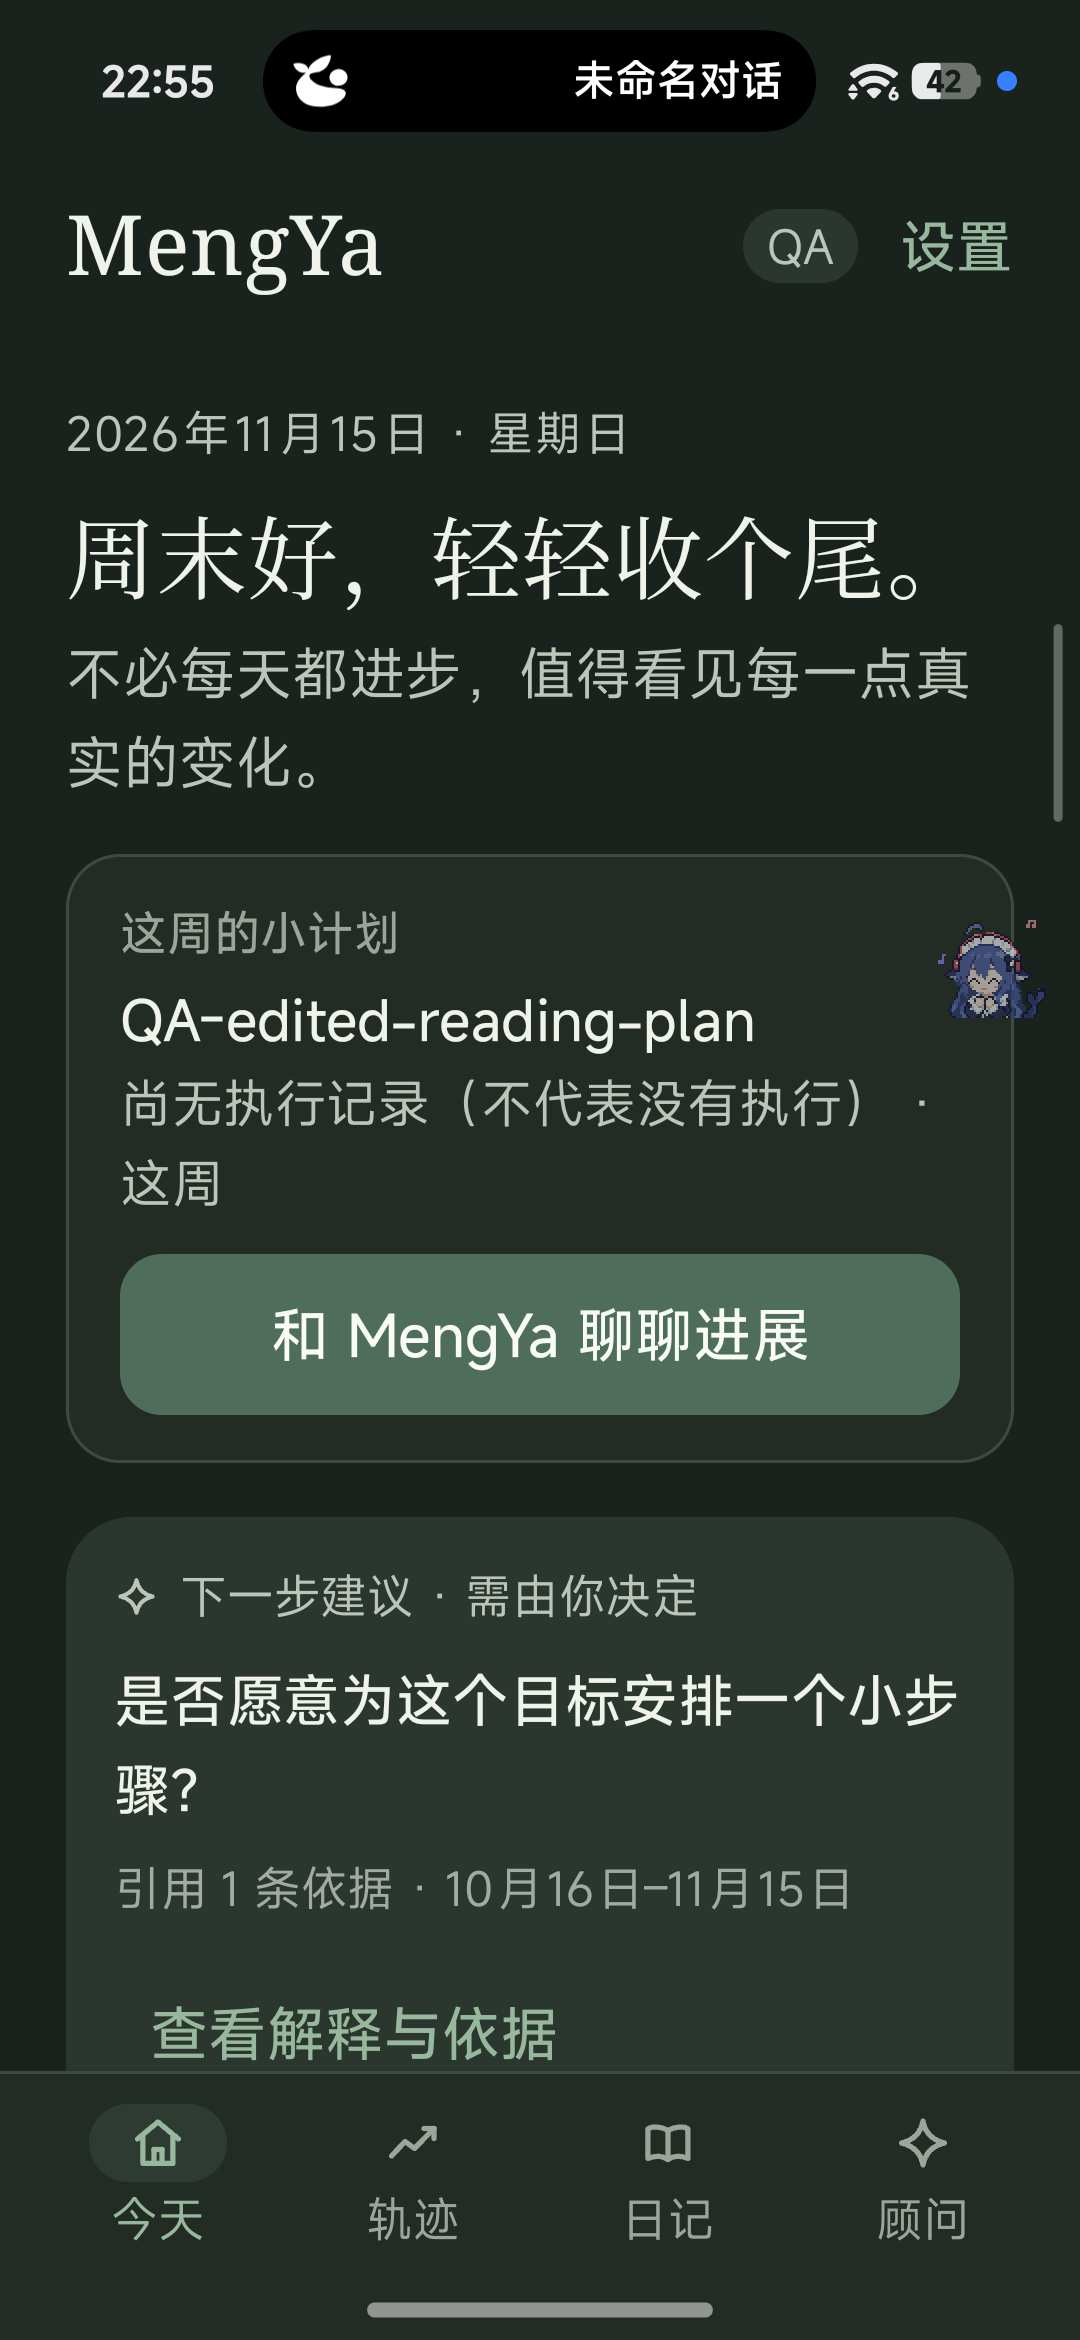 22:55
未命名对话
6
42
MengYa
QA
设置
2026年11月15日 · 星期日
周末好，轻轻收个尾。
不必每天都进步，值得看见每一点真
实的变化。
这周的小计划
QA-edited-reading-plan
尚无执行记录（不代表没有执行） ·
这周
和 MengYa 聊聊进展
下一步建议 · 需由你决定
是否愿意为这个目标安排一个小步
骤？
引用 1 条依据 · 10月16日–11月15日
查看解释与依据
今天
轨迹
日记
顾问